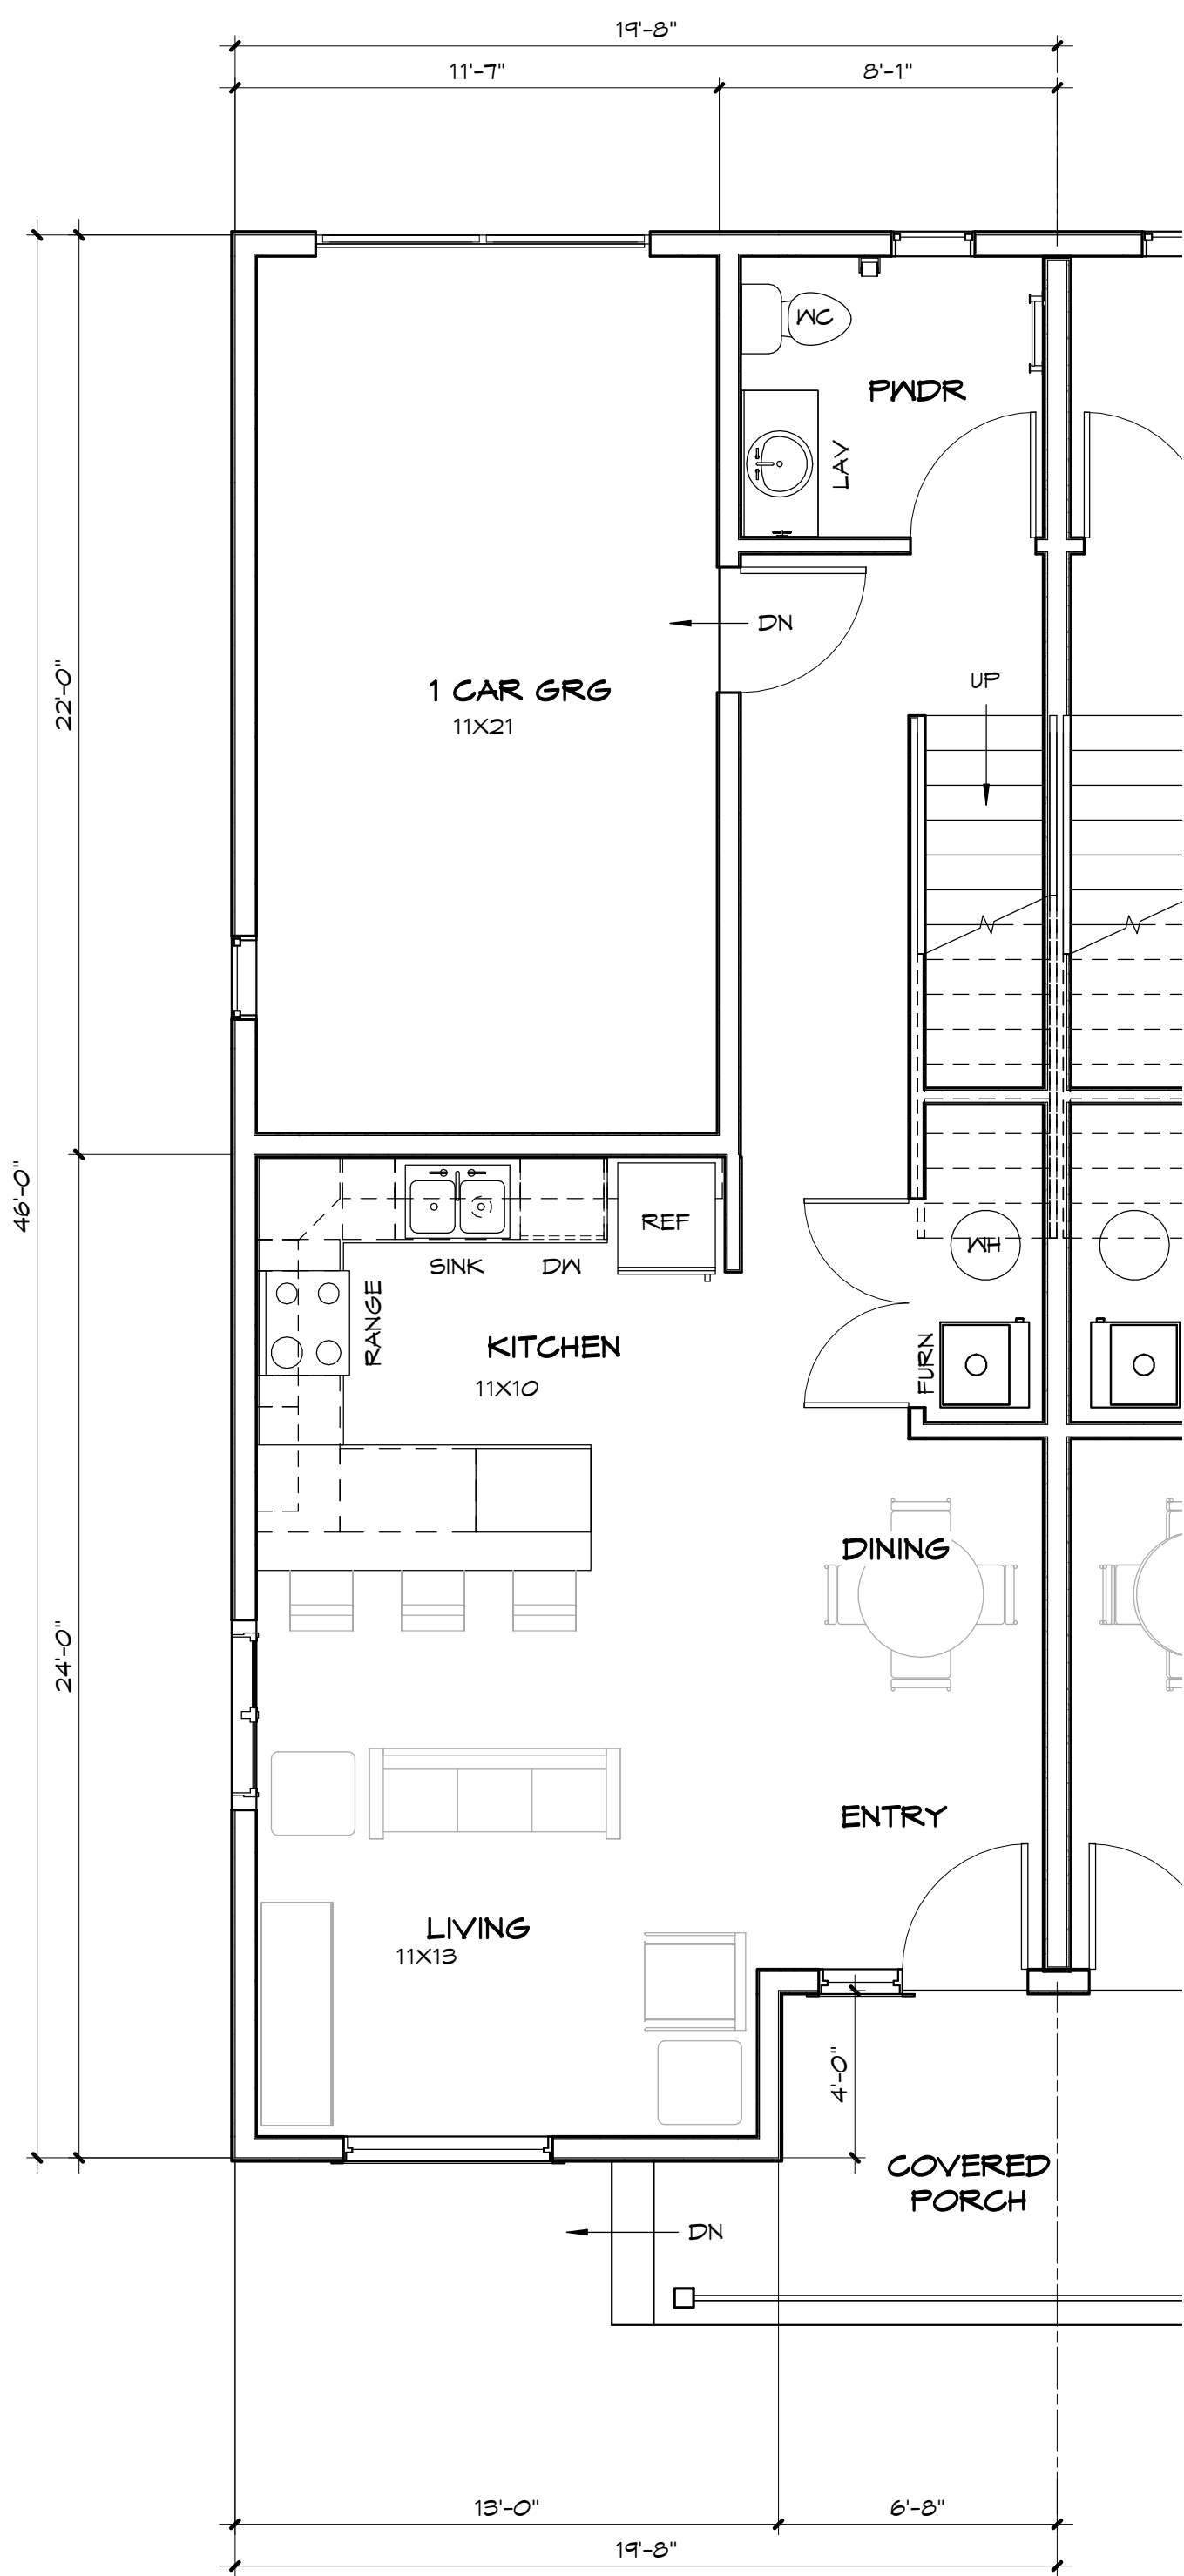 19'-8"
11'-7"
8'-1"
WC
PWDR
LAV
DN
22'-0"
1 CAR GRG
11X21
UP
46'-0"
REF
SINK
DW
WH
RANGE
KITCHEN
11X10
FURN
DINING
24'-0"
ENTRY
LIVING
11X13
4'-0"
COVERED
PORCH
DN
13'-0"
6'-8"
19'-8"